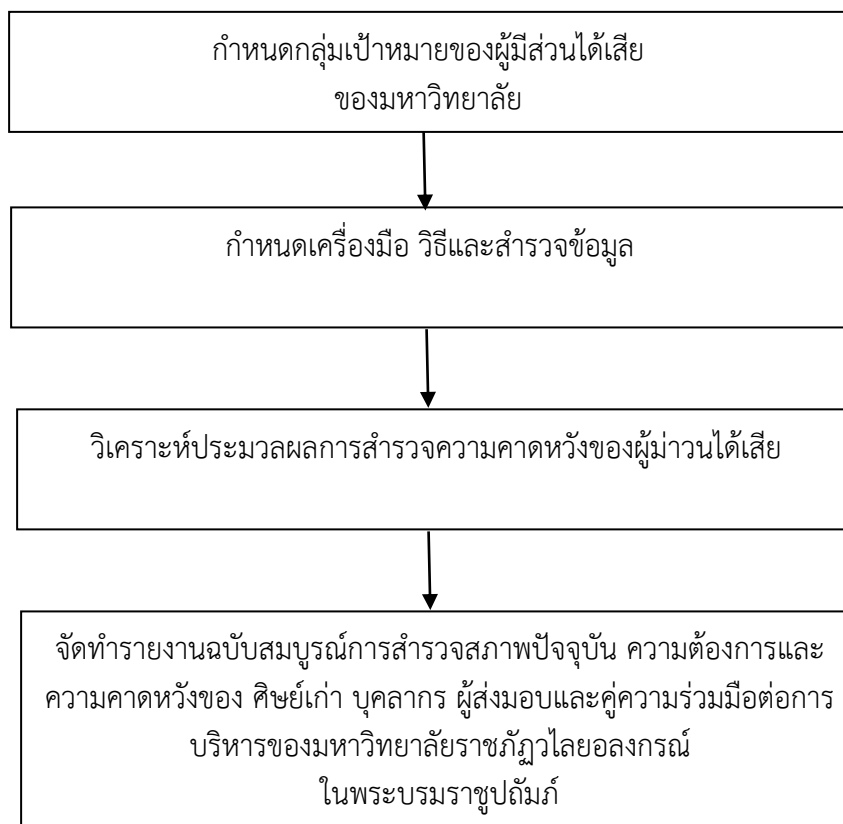 กำหนดกลุ่มเป้าหมายของผู้มีส่วนได้เสีย
ของมหาวิทยาลัย
กำหนดเครื่องมือ วิธีและสำรวจข้อมูล
วิเคราะห์ประมวลผลการสำรวจความคาดหวังของผู้ม่าวนได้เสีย
จัดทำรายงานฉบับสมบูรณ์การสำรวจสภาพปัจจุบัน ความต้องการและ
ความคาดหวังของ ศิษย์เก่า บุคลากร ผู้ส่งมอบและคู่ความร่วมมือต่อการ
บริหารของมหาวิทยาลัยราชภัฏวไลยอลงกรณ์
ในพระบรมราชูปถัมภ์